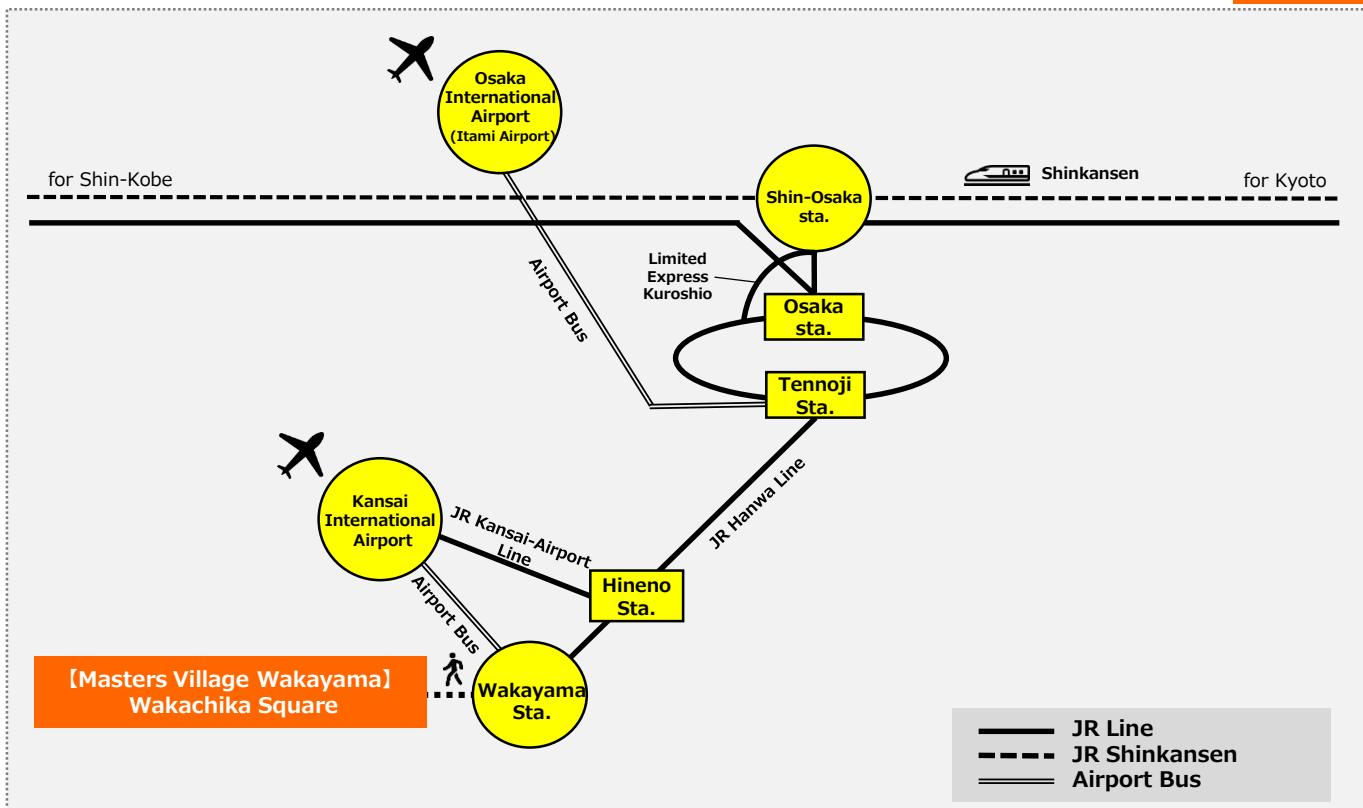 Osaka
International
Airport
(Itami Airport)
for Shin-Kobe
Shinkansen
for Kyoto
Shin-Osaka
sta.
Limited
Express
Kuroshio
Airport Bus
Osaka
sta.
Tennoji
Sta.
JR Hanwa Line
Kansai
International
Airport
JR Kansai-Airport
Line
Airport Bus
Hineno
Sta.
【Masters Village Wakayama】
Wakachika Square
Wakayama
Sta.
JR Line
JR Shinkansen
Airport Bus